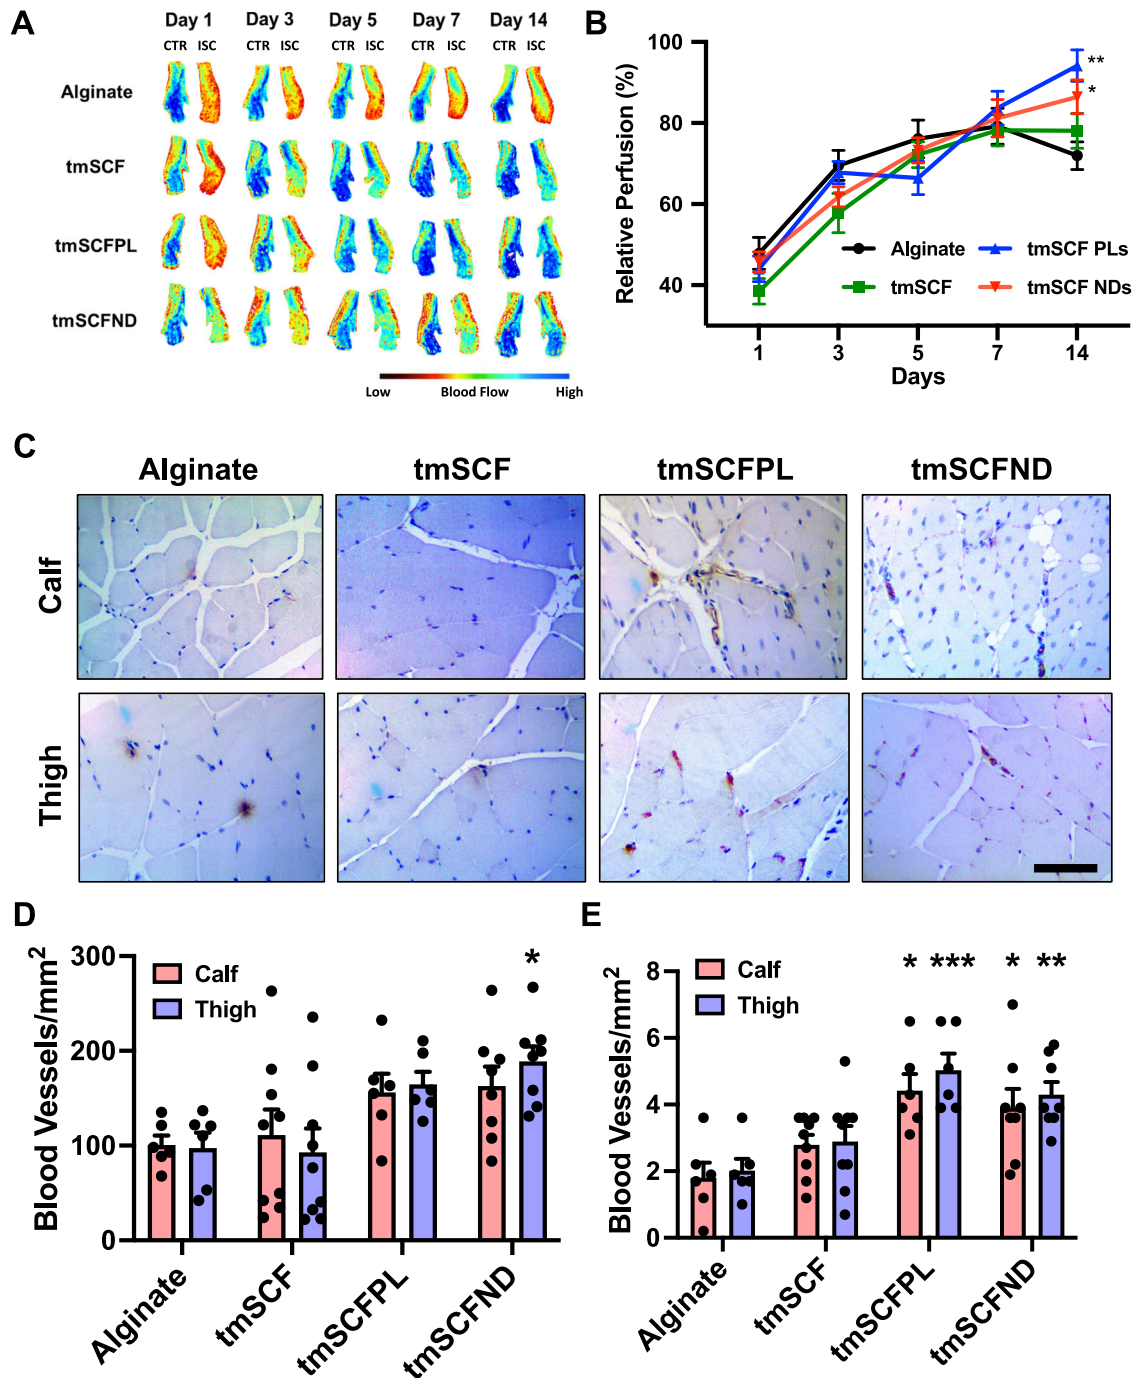 A
Day 1 Day 3 Day 5 Day 7 Day 14
CTR ISC CTR ISC CTR ISC CTR ISC CTR ISC
Alginate
tmSCF
tmSCFPL
tmSCFND
Low Blood Flow High
B
Relative Perfusion (%)
100
80
60
40
**
*
Alginate tmSCF PLs
tmSCF tmSCF NDs
1 3 5 7 14
Days
C
Alginate tmSCF tmSCFPL tmSCFND
Calf
Thigh
D
Blood Vessels/mm²
300
200
100
0
Calf
Thigh
*
Alginate tmSCF tmSCFPL tmSCFND
E
Blood Vessels/mm²
8
6
4
2
0
Calf
Thigh
* *** * **
Alginate tmSCF tmSCFPL tmSCFND